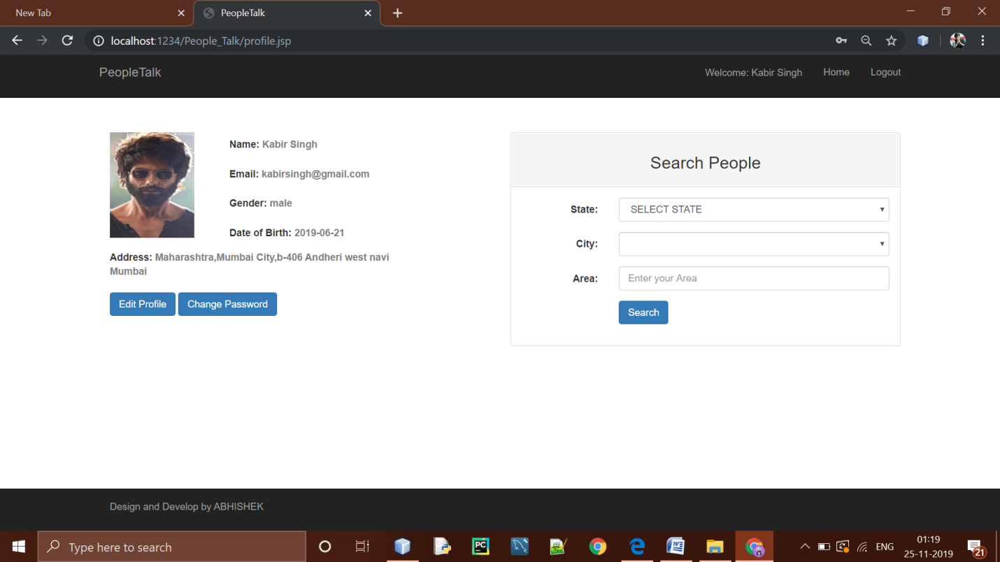 New Tab
PeopleTalk
localhost:1234/People_Talk/profile.jsp
PeopleTalk
Welcome: Kabir Singh
Home
Logout
Name: Kabir Singh
Email: kabirsingh@gmail.com
Gender: male
Date of Birth: 2019-06-21
Address: Maharashtra,Mumbai City,b-406 Andheri west navi
Mumbai
Edit Profile
Change Password
Search People
State:
SELECT STATE
City:
Area:
Enter your Area
Search
Design and Develop by ABHISHEK
Type here to search
PC
ENG
01:19
25-11-2019
21